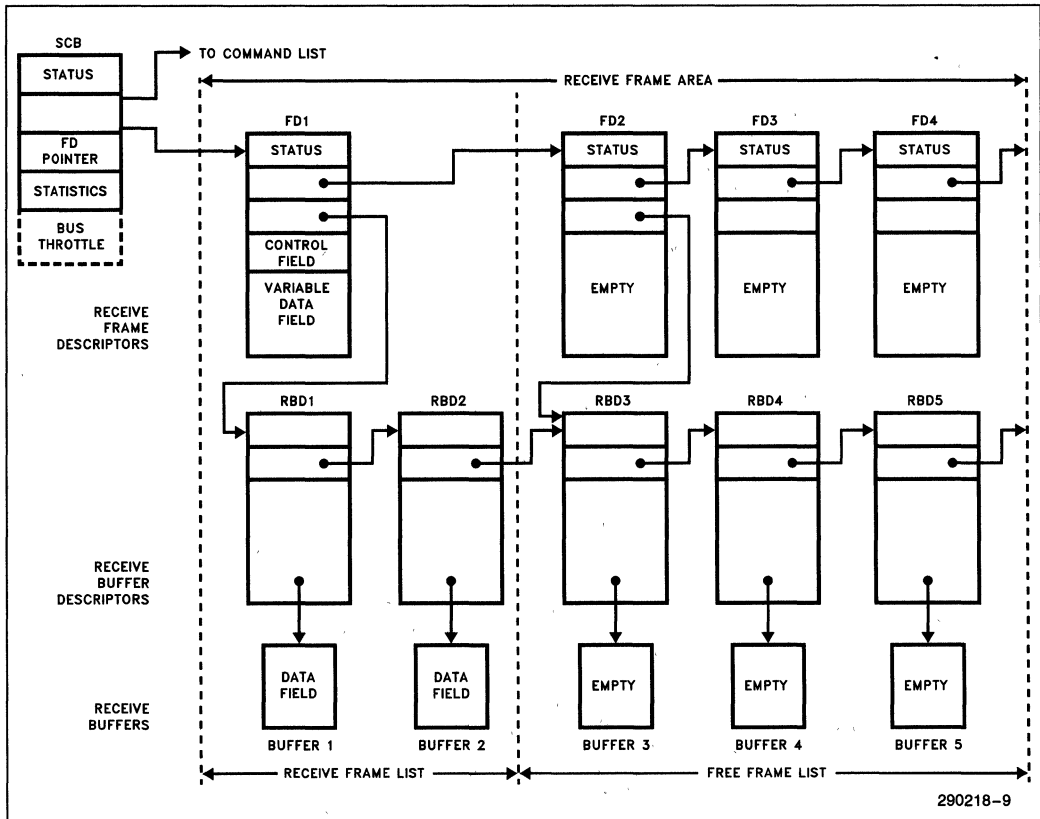 SCB
STATUS
FD
POINTER
STATISTICS
BUS
THROTTLE
TO COMMAND LIST
RECEIVE FRAME AREA
FD1
STATUS
CONTROL
FIELD
VARIABLE
DATA
FIELD
FD2
STATUS
EMPTY
FD3
STATUS
EMPTY
FD4
STATUS
EMPTY
RECEIVE
FRAME
DESCRIPTORS
RBD1
RBD2
RBD3
RBD4
RBD5
RECEIVE
BUFFER
DESCRIPTORS
DATA
FIELD
DATA
FIELD
EMPTY
EMPTY
EMPTY
RECEIVE
BUFFERS
BUFFER 1
BUFFER 2
BUFFER 3
BUFFER 4
BUFFER 5
RECEIVE FRAME LIST
FREE FRAME LIST
290218-9